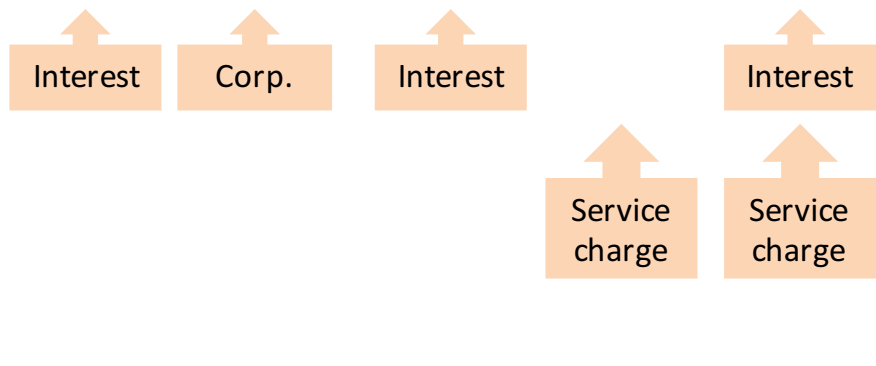 Interest
Corp.
Interest
Interest
Service
charge
Service
charge